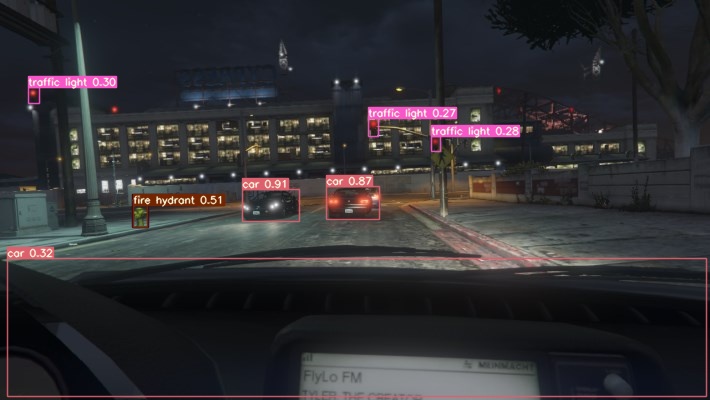 traffic light 0.30
traffic light 0.27
traffic light 0.28
car 0.91
car 0.87
fire hydrant 0.51
car 0.32
MEINMACHT
FlyLo FM
TYLER THE CREATOR